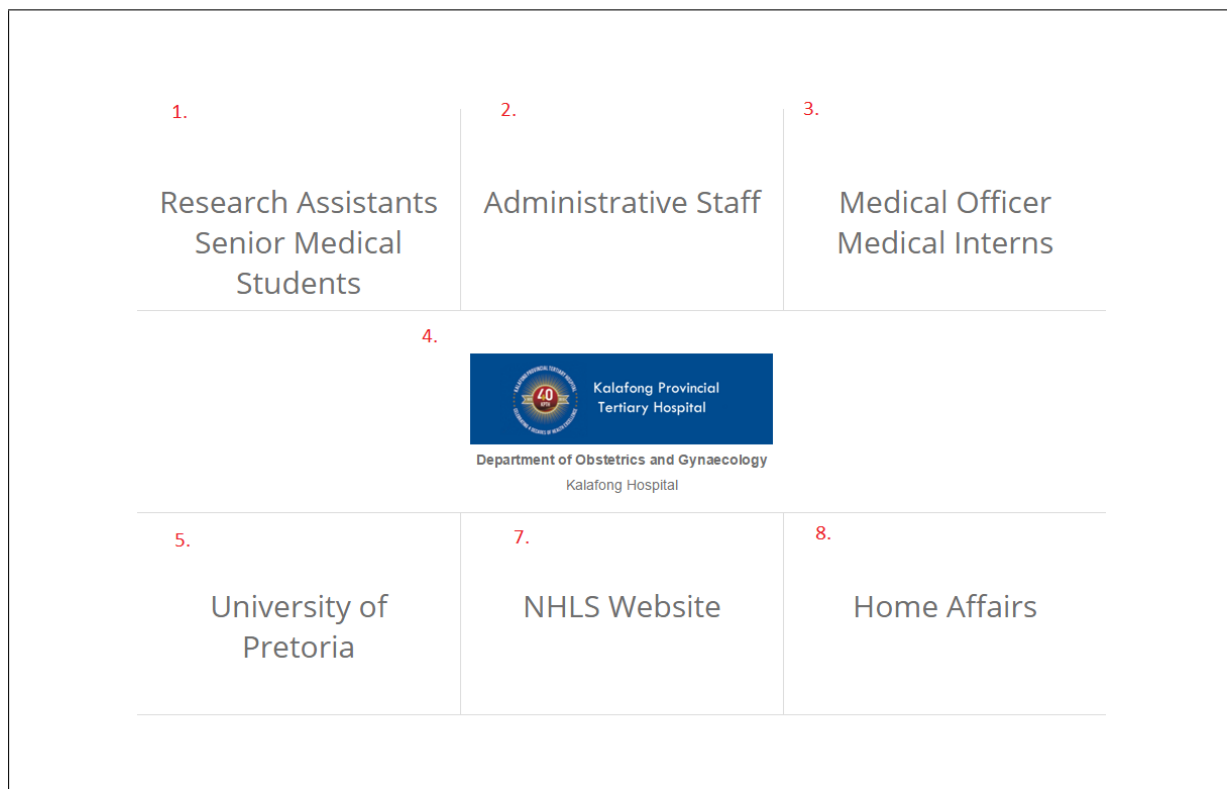 1.
2.
3.
Research Assistants
Senior Medical
Students
Administrative Staff
Medical Officer
Medical Interns
4.
40
Kalafong Provincial
Tertiary Hospital
Department of Obstetrics and Gynaecology
Kalafong Hospital
5.
7.
8.
University of
Pretoria
NHLS Website
Home Affairs